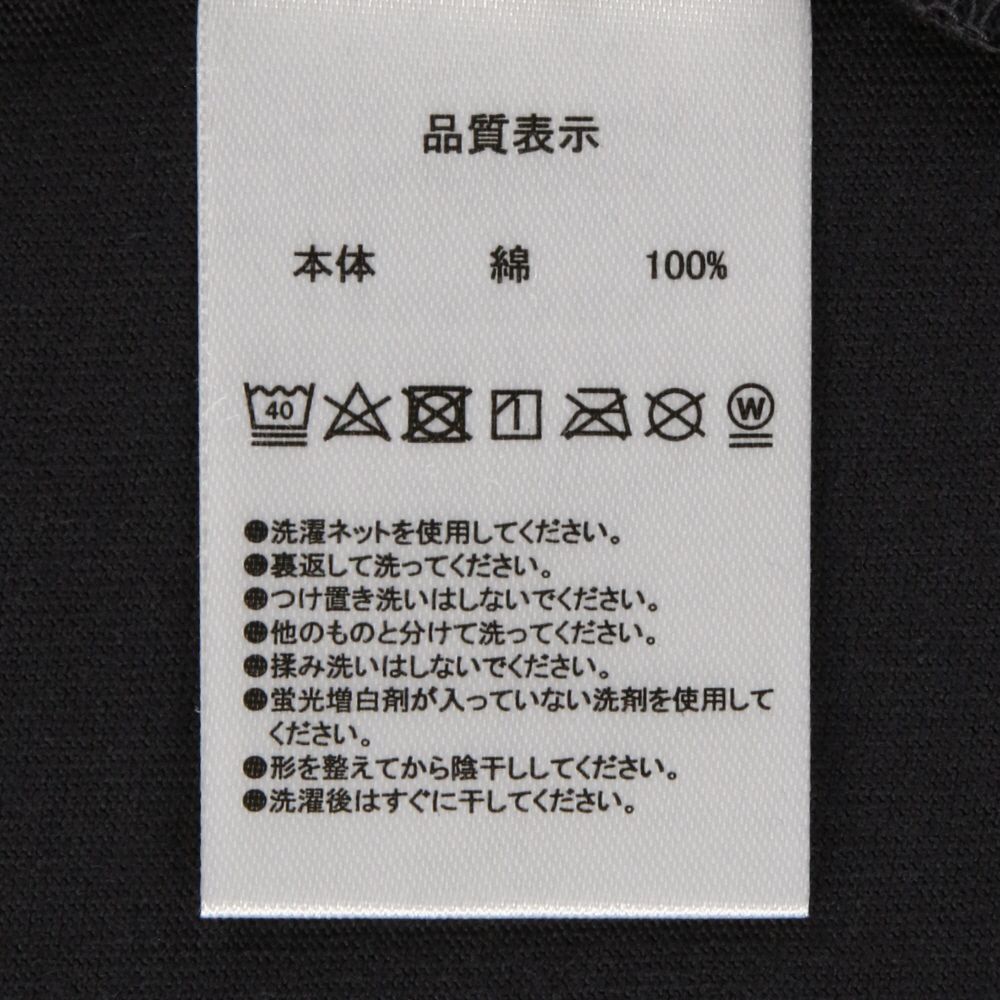 品質表示
本体 綿 100%
40 W
●洗濯ネットを使用してください。
●裏返して洗ってください。
●つけ置き洗いはしないでください。
●他のものと分けて洗ってください。
●揉み洗いはしないでください。
●蛍光増白剤が入っていない洗剤を使用して
ください。
●形を整えてから陰干ししてください。
●洗濯後はすぐに干してください。